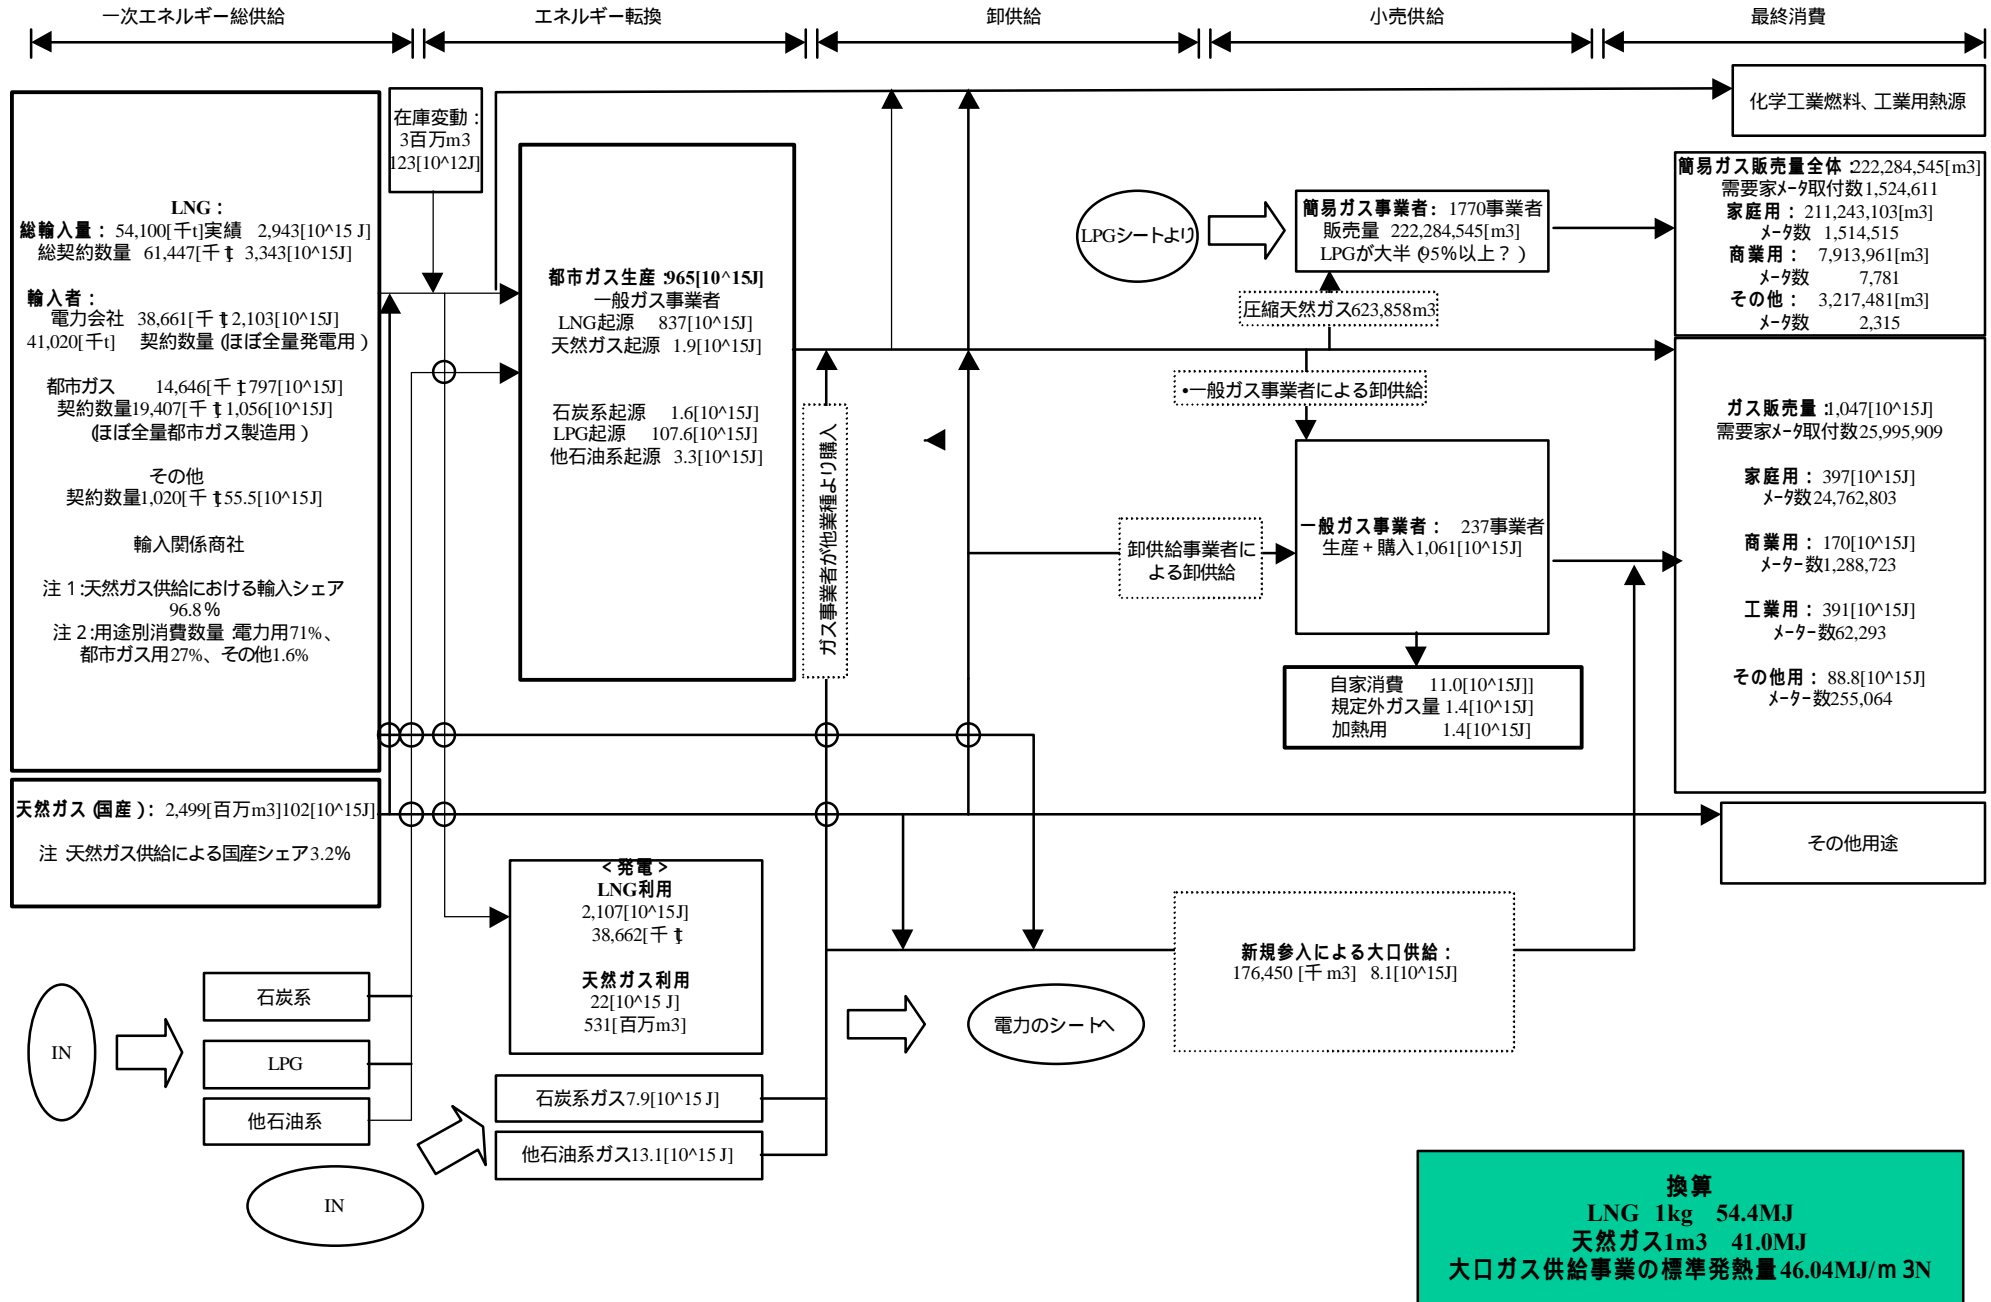 一次エネルギー総供給
エネルギー転換
卸供給
小売供給
最終消費
LNG：
総輸入量：54,100[千t]実績 2,943[10^15 J]
総契約数量 61,447[千t 3,343[10^15J]
輸入者：
電力会社 38,661[千t 2,103[10^15J]
41,020[千t] 契約数量（ほぼ全量発電用）
都市ガス 14,646[千t 797[10^15J]
契約数量19,407[千t 1,056[10^15J]
（ほぼ全量都市ガス製造用）
その他
契約数量1,020[千t 55.5[10^15J]
輸入関係商社
注1:天然ガス供給における輸入シェア
96.8％
注2:用途別消費数量:電力用71%、
都市ガス用27%、その他1.6%
天然ガス（国産）：2,499[百万m3]102[10^15J]
注:天然ガス供給による国産シェア3.2%
IN
石炭系
LPG
他石油系
IN
在庫変動：
3百万m3
123[10^12J]
都市ガス生産:965[10^15J]
一般ガス事業者
LNG起源 837[10^15J]
天然ガス起源 1.9[10^15J]
石炭系起源 1.6[10^15J]
LPG起源 107.6[10^15J]
他石油系起源 3.3[10^15J]
＜発電＞
LNG利用
2,107[10^15J]
38,662[千t
天然ガス利用
22[10^15 J]
531[百万m3]
石炭系ガス7.9[10^15 J]
他石油系ガス13.1[10^15 J]
ガス事業者が他業種より購入
電力のシートへ
LPGシートより
簡易ガス事業者：1770事業者
販売量 222,284,545[m3]
LPGが大半（95%以上？）
圧縮天然ガス623,858m3
•一般ガス事業者による卸供給
卸供給事業者に
よる卸供給
一般ガス事業者： 237事業者
生産＋購入1,061[10^15J]
自家消費 11.0[10^15J]]
規定外ガス量 1.4[10^15J]
加熱用 1.4[10^15J]
新規参入による大口供給：
176,450 [千m3] 8.1[10^15J]
化学工業燃料、工業用熱源
簡易ガス販売量全体:222,284,545[m3]
需要家ﾒｰﾀ取付数1,524,611
家庭用：211,243,103[m3]
ﾒｰﾀ数 1,514,515
商業用： 7,913,961[m3]
ﾒｰﾀ数 7,781
その他： 3,217,481[m3]
ﾒｰﾀ数 2,315
ガス販売量:1,047[10^15J]
需要家ﾒｰﾀ取付数25,995,909
家庭用：397[10^15J]
ﾒｰﾀ数24,762,803
商業用：170[10^15J]
ﾒｰﾀｰ数1,288,723
工業用：391[10^15J]
ﾒｰﾀｰ数62,293
その他用：88.8[10^15J]
ﾒｰﾀｰ数255,064
その他用途
換算
LNG 1kg 54.4MJ
天然ガス1m3 41.0MJ
大口ガス供給事業の標準発熱量46.04MJ/m3N